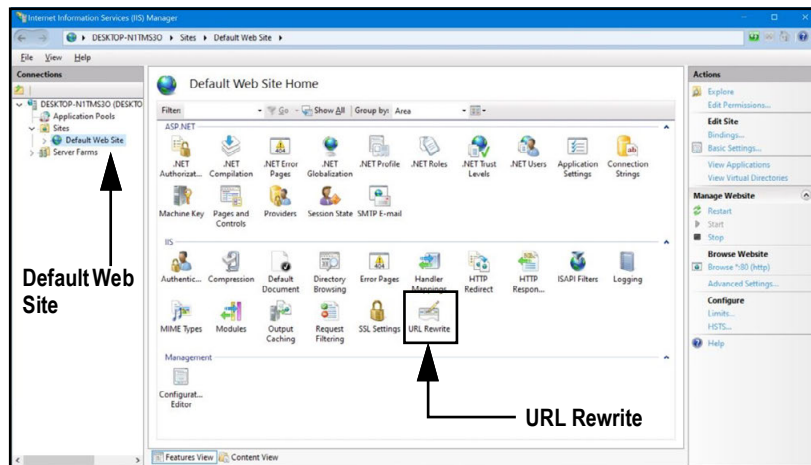 Internet Information Services (IIS) Manager
DESKTOP-N1TMS3O
Sites
Default Web Site
File View Help
Connections
DESKTOP-N1TMS3O (DESKTO
Application Pools
Sites
Default Web Site
Server Farms
Default Web
Site
Default Web Site Home
Filter: Go Show All Group by: Area
ASP.NET
.NET Authorizat...
.NET Compilation
.NET Error Pages
.NET Globalization
.NET Profile
.NET Roles
.NET Trust Levels
.NET Users
Application Settings
Connection Strings
Machine Key
Pages and Controls
Providers
Session State
SMTP E-mail
IIS
Authentic...
Compression
Default Document
Directory Browsing
Error Pages
Handler Mappings
HTTP Redirect
HTTP Respon...
ISAPI Filters
Logging
MIME Types
Modules
Output Caching
Request Filtering
SSL Settings
URL Rewrite
Management
Configurat... Editor
URL Rewrite
Features View Content View
Actions
Explore
Edit Permissions...
Edit Site
Bindings...
Basic Settings...
View Applications
View Virtual Directories
Manage Website
Restart
Start
Stop
Browse Website
Browse *:80 (http)
Advanced Settings...
Configure
Limits...
HSTS...
Help